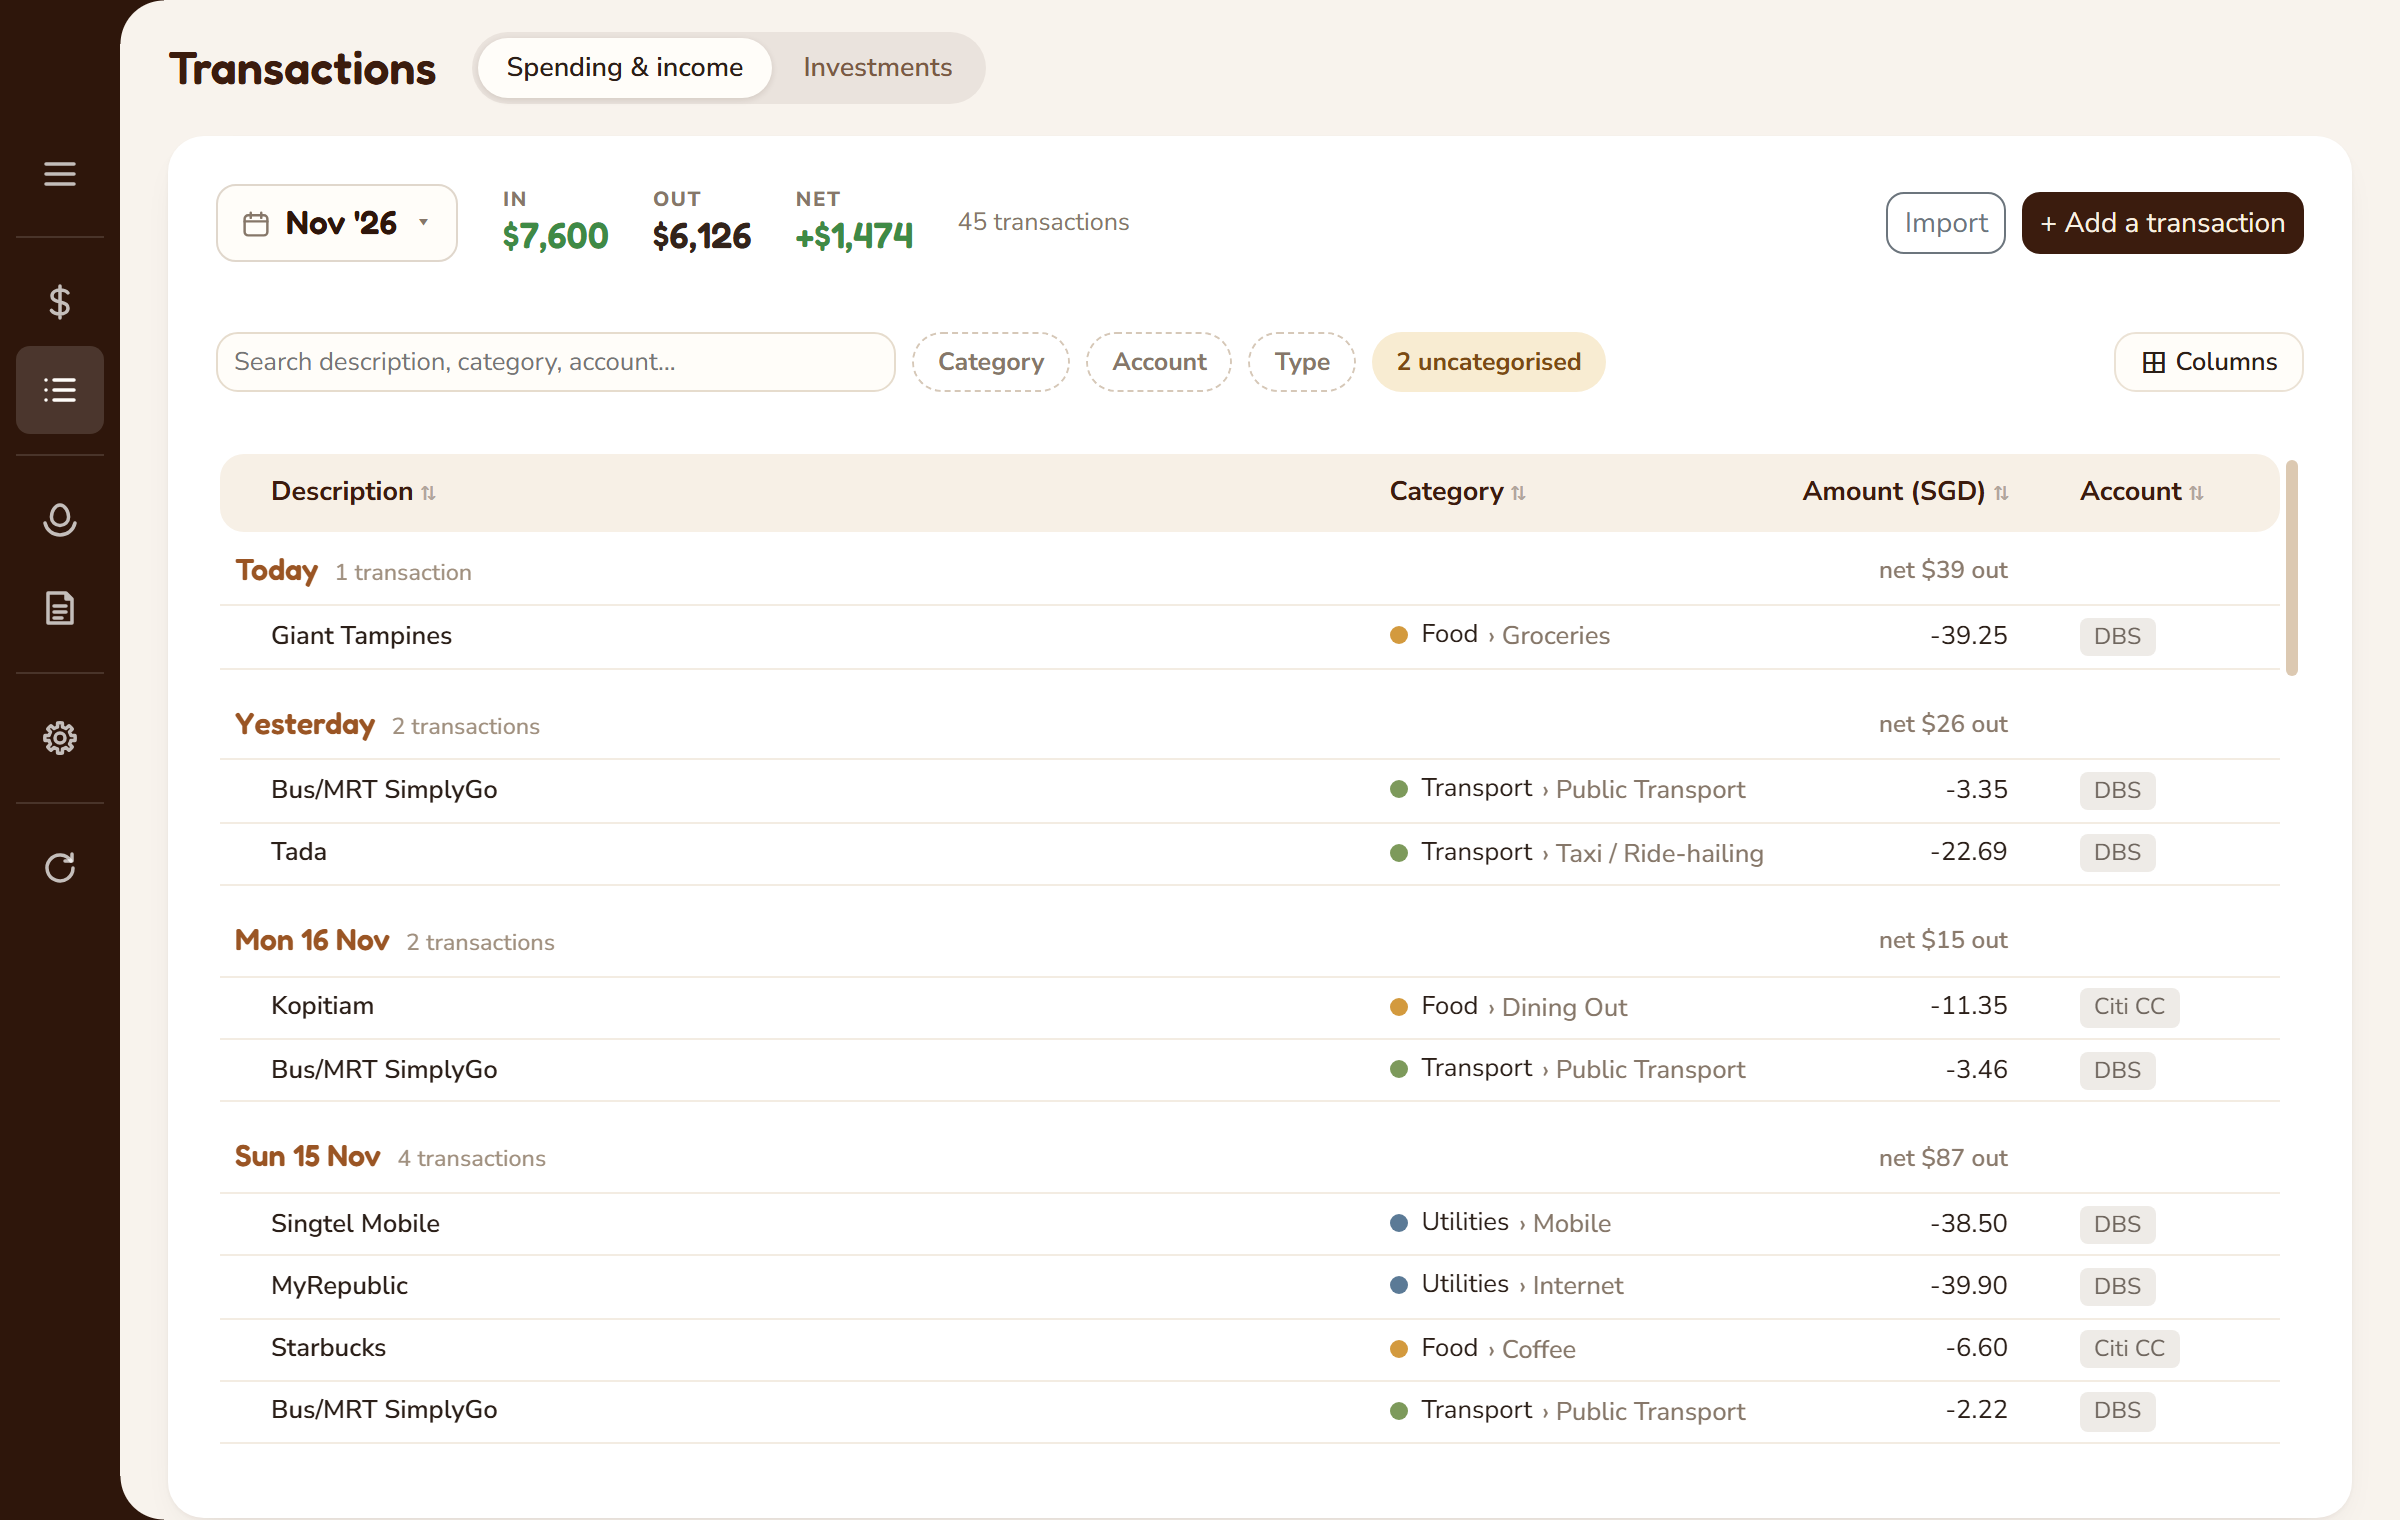 Transactions
Spending & income
Investments
Nov '26
IN
$7,600
OUT
$6,126
NET
+$1,474
45 transactions
Import
+ Add a transaction
Search description, category, account...
Category
Account
Type
2 uncategorised
Columns
Description Category Amount (SGD) Account
Today 1 transaction net $39 out
Giant Tampines Food › Groceries -39.25 DBS
Yesterday 2 transactions net $26 out
Bus/MRT SimplyGo Transport › Public Transport -3.35 DBS
Tada Transport › Taxi / Ride-hailing -22.69 DBS
Mon 16 Nov 2 transactions net $15 out
Kopitiam Food › Dining Out -11.35 Citi CC
Bus/MRT SimplyGo Transport › Public Transport -3.46 DBS
Sun 15 Nov 4 transactions net $87 out
Singtel Mobile Utilities › Mobile -38.50 DBS
MyRepublic Utilities › Internet -39.90 DBS
Starbucks Food › Coffee -6.60 Citi CC
Bus/MRT SimplyGo Transport › Public Transport -2.22 DBS